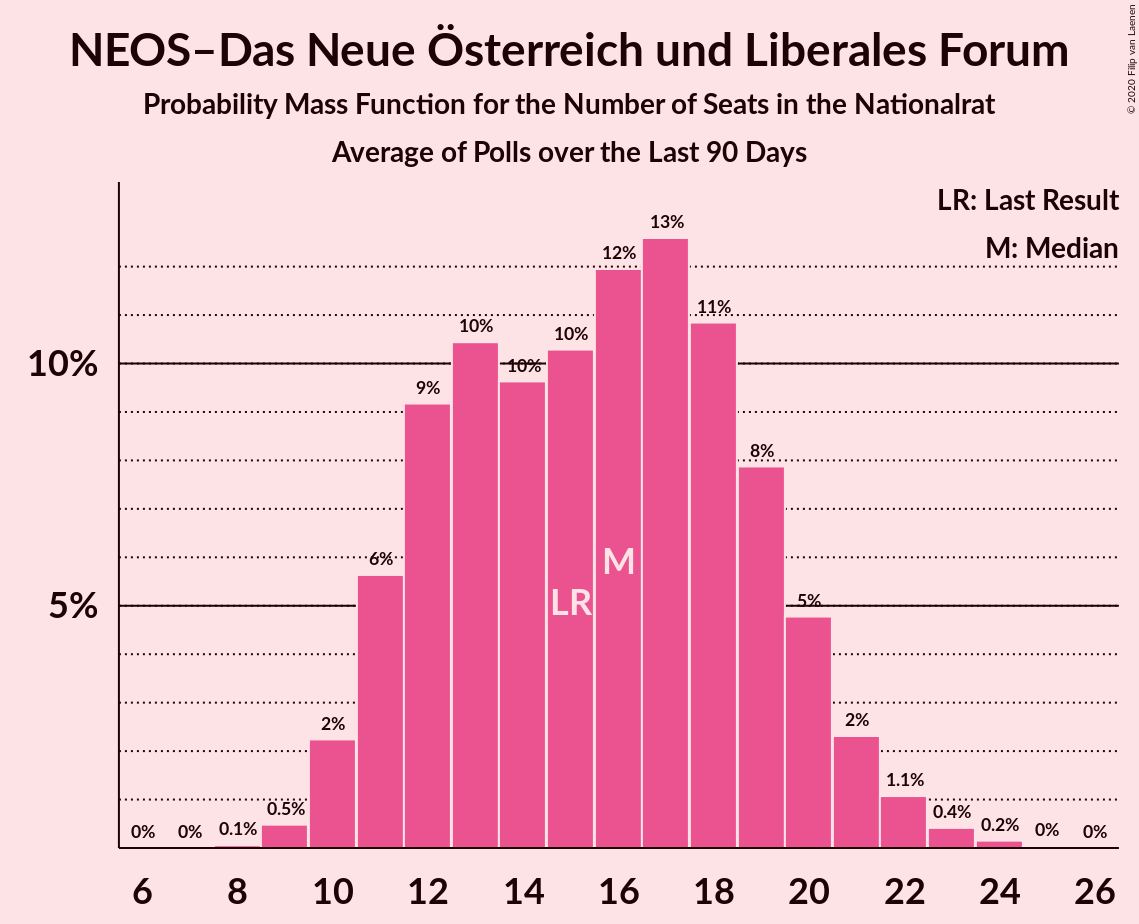 NEOS–Das Neue Österreich und Liberales Forum
Probability Mass Function for the Number of Seats in the Nationalrat
Average of Polls over the Last 90 Days
© 2020 Filip van Laenen
LR: Last Result
M: Median
13%
12%
11%
10%
10%
10%
10%
9%
8%
6%
M
LR
5%
5%
2%
2%
1.1%
0.5%
0.4%
0.2%
0.1%
0%
0%
0%
0%
6 8 10 12 14 16 18 20 22 24 26